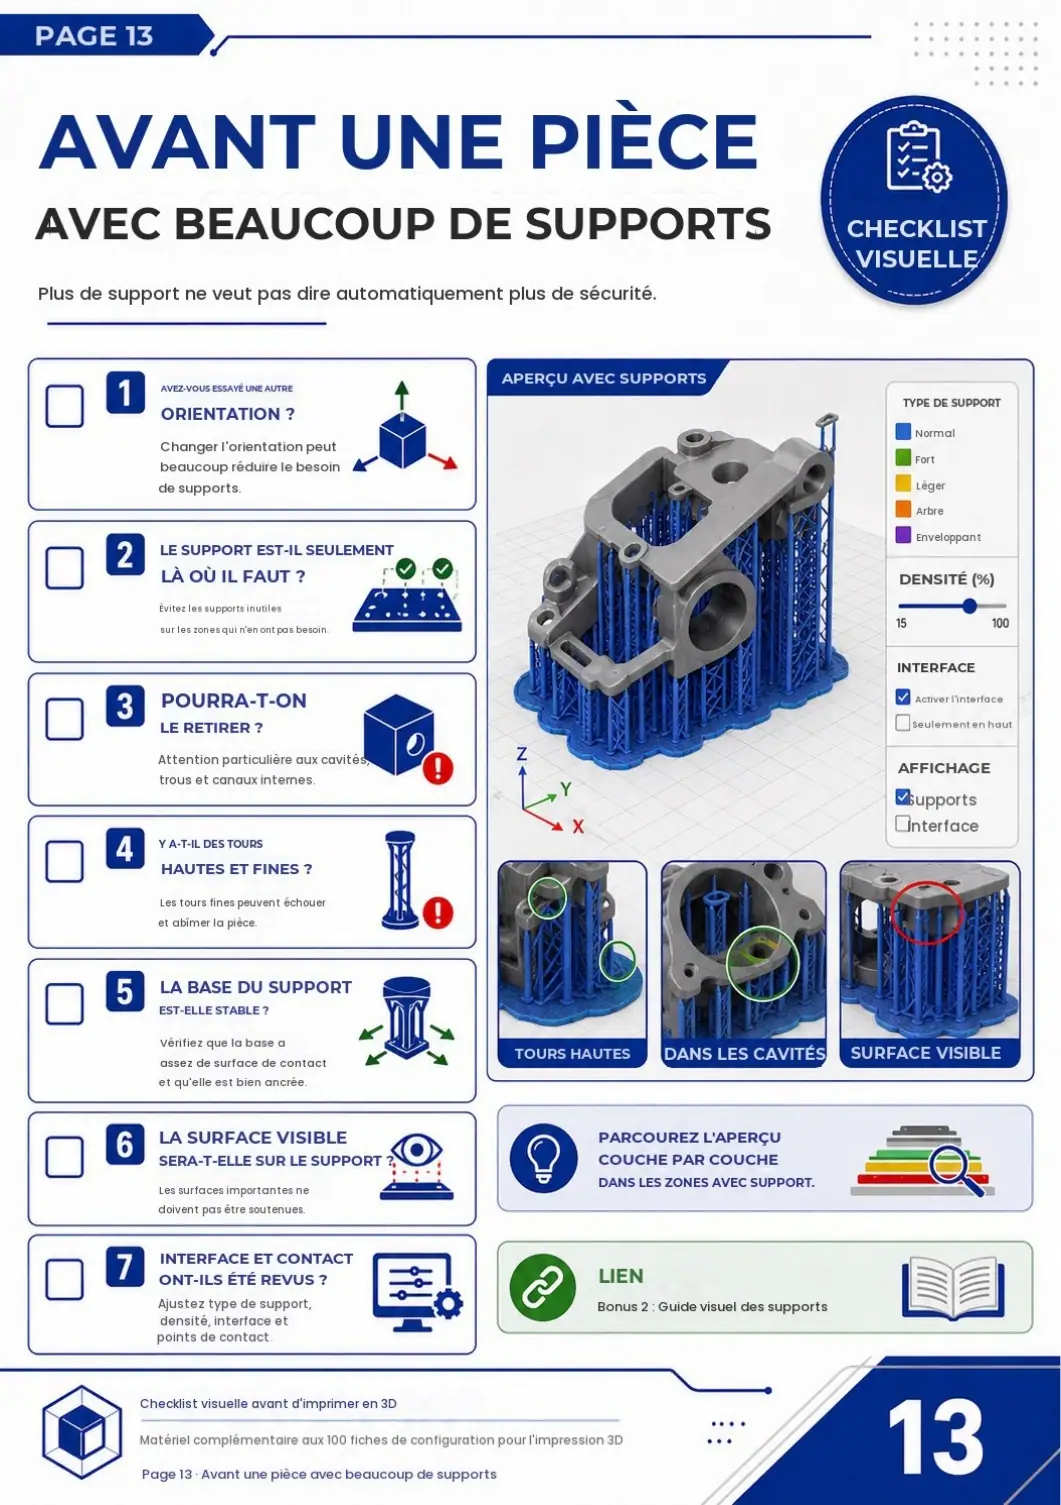 PAGE 13
AVANT UNE PIÈCE
AVEC BEAUCOUP DE SUPPORTS
Plus de support ne veut pas dire automatiquement plus de sécurité.
CHECKLIST
VISUELLE
1
AVEZ-VOUS ESSAYÉ UNE AUTRE
ORIENTATION ?
Changer l'orientation peut
beaucoup réduire le besoin
de supports.
2
LE SUPPORT EST-IL SEULEMENT
LÀ OÙ IL FAUT ?
Évitez les supports inutiles
sur les zones qui n'en ont pas besoin.
3
POURRA-T-ON
LE RETIRER ?
Attention particulière aux cavités,
trous et canaux internes.
4
Y A-T-IL DES TOURS
HAUTES ET FINES ?
Les tours fines peuvent échouer
et abîmer la pièce.
5
LA BASE DU SUPPORT
EST-ELLE STABLE ?
Vérifiez que la base a
assez de surface de contact
et qu'elle est bien ancrée.
6
LA SURFACE VISIBLE
SERA-T-ELLE SUR LE SUPPORT ?
Les surfaces importantes ne
doivent pas être soutenues.
7
INTERFACE ET CONTACT
ONT-ILS ÉTÉ REVUS ?
Ajustez type de support,
densité, interface et
points de contact.
APERÇU AVEC SUPPORTS
TYPE DE SUPPORT
Normal
Fort
Léger
Arbre
Enveloppant
DENSITÉ (%)
15 100
INTERFACE
Activer l'interface
Seulement en haut
AFFICHAGE
Supports
Interface
Z
Y
X
TOURS HAUTES
DANS LES CAVITÉS
SURFACE VISIBLE
PARCOUREZ L'APERÇU
COUCHE PAR COUCHE
DANS LES ZONES AVEC SUPPORT.
LIEN
Bonus 2 : Guide visuel des supports
Checklist visuelle avant d'imprimer en 3D
Matériel complémentaire aux 100 fiches de configuration pour l'impression 3D
Page 13 · Avant une pièce avec beaucoup de supports
13